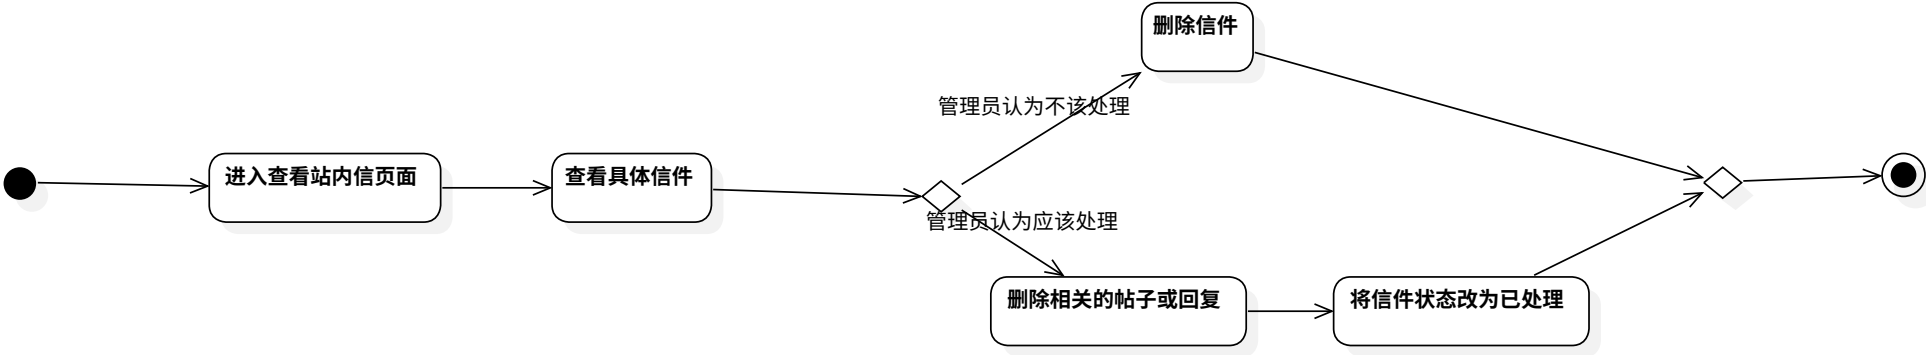 删除信件
管理员认为不该处理
进入查看站内信页面
查看具体信件
管理员认为应该处理
删除相关的帖子或回复
将信件状态改为已处理